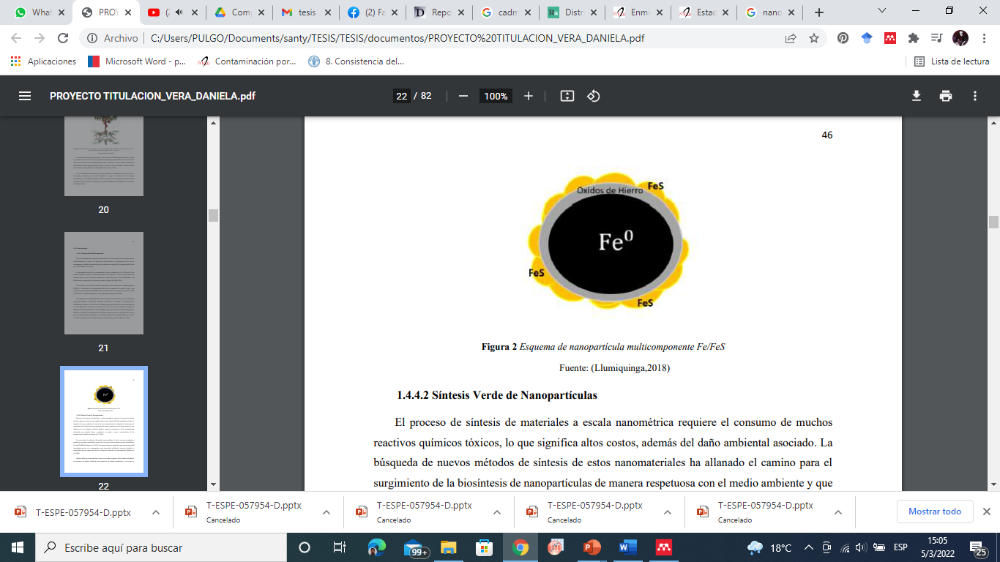 What
PROY
(2
Comp
tesis
(2) Fa
Repo
cadm
Distr
Enmi
Estad
nano
Archivo
C:/Users/PULGO/Documents/santy/TESIS/TESIS/documentos/PROYECTO%20TITULACION_VERA_DANIELA.pdf
Aplicaciones
Microsoft Word - p...
Contaminación por...
8. Consistencia del...
Lista de lectura
PROYECTO TITULACION_VERA_DANIELA.pdf
22 / 82
100%
20
21
22
46
Óxidos de Hierro
FeS
Fe⁰
FeS
FeS
Figura 2 Esquema de nanopartícula multicomponente Fe/FeS
Fuente: (Llumiquinga,2018)
1.4.4.2 Síntesis Verde de Nanopartículas
El proceso de síntesis de materiales a escala nanométrica requiere el consumo de muchos
reactivos químicos tóxicos, lo que significa altos costos, además del daño ambiental asociado. La
búsqueda de nuevos métodos de síntesis de estos nanomateriales ha allanado el camino para el
surgimiento de la biosíntesis de nanopartículas de manera respetuosa con el medio ambiente y que
T-ESPE-057954-D.pptx
T-ESPE-057954-D.pptx
Cancelado
T-ESPE-057954-D.pptx
Cancelado
T-ESPE-057954-D.pptx
Cancelado
T-ESPE-057954-D.pptx
Cancelado
Mostrar todo
Escribe aquí para buscar
99+
18°C
ESP
15:05
5/3/2022
25